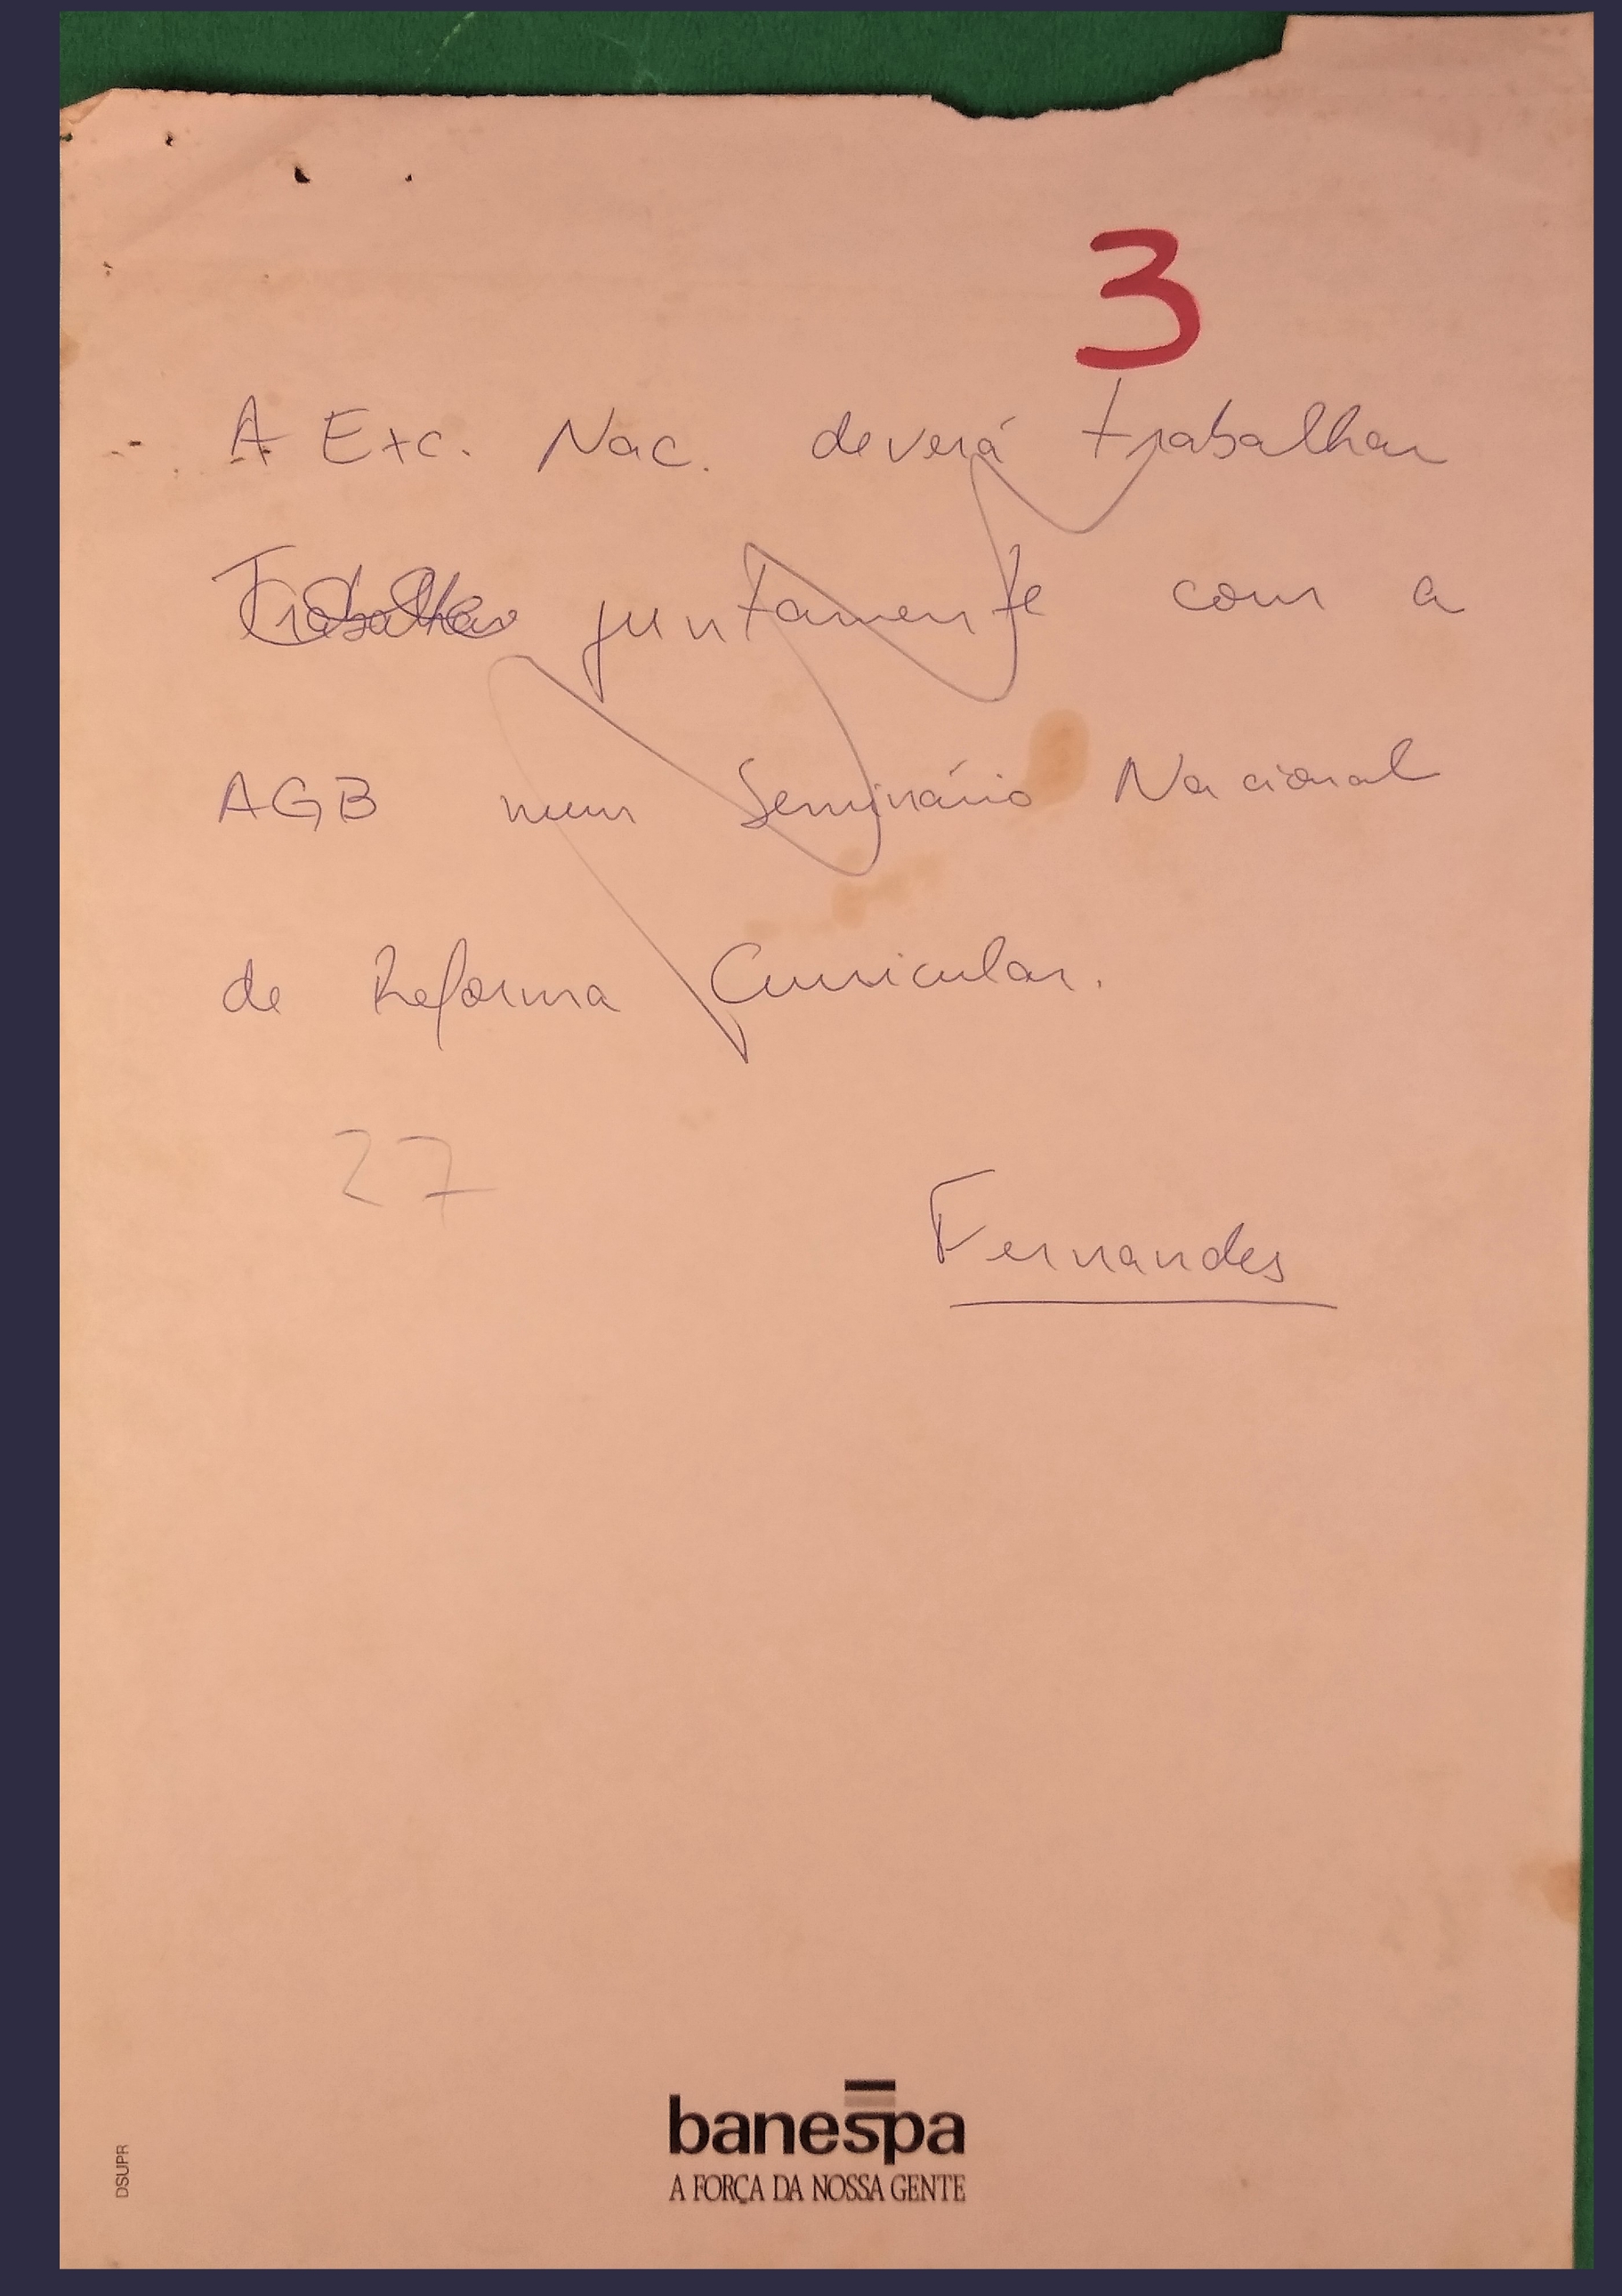 3
A Exc. Nac. deverá trabalhar
Trabalhar juntamente com a
AGB num Seminário Nacional
de Reforma Curricular.
27
Fernandes
banespa
A FORÇA DA NOSSA GENTE
DSUPR